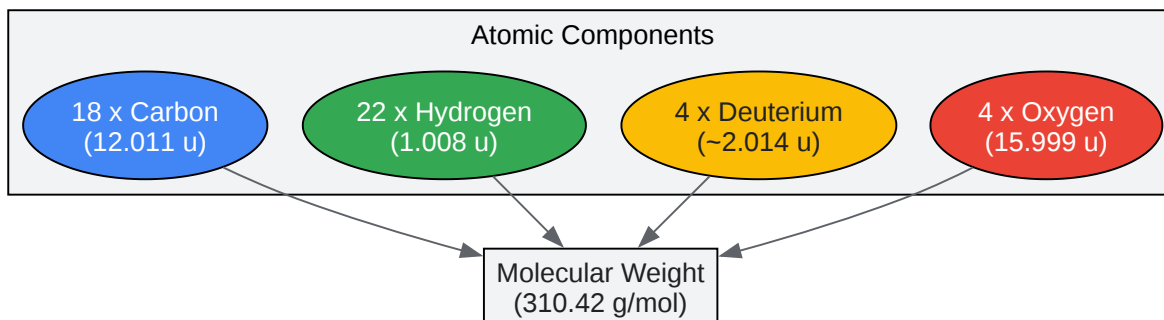 Atomic Components
18 x Carbon
(12.011 u)
22 x Hydrogen
(1.008 u)
4 x Deuterium
(~2.014 u)
4 x Oxygen
(15.999 u)
Molecular Weight
(310.42 g/mol)